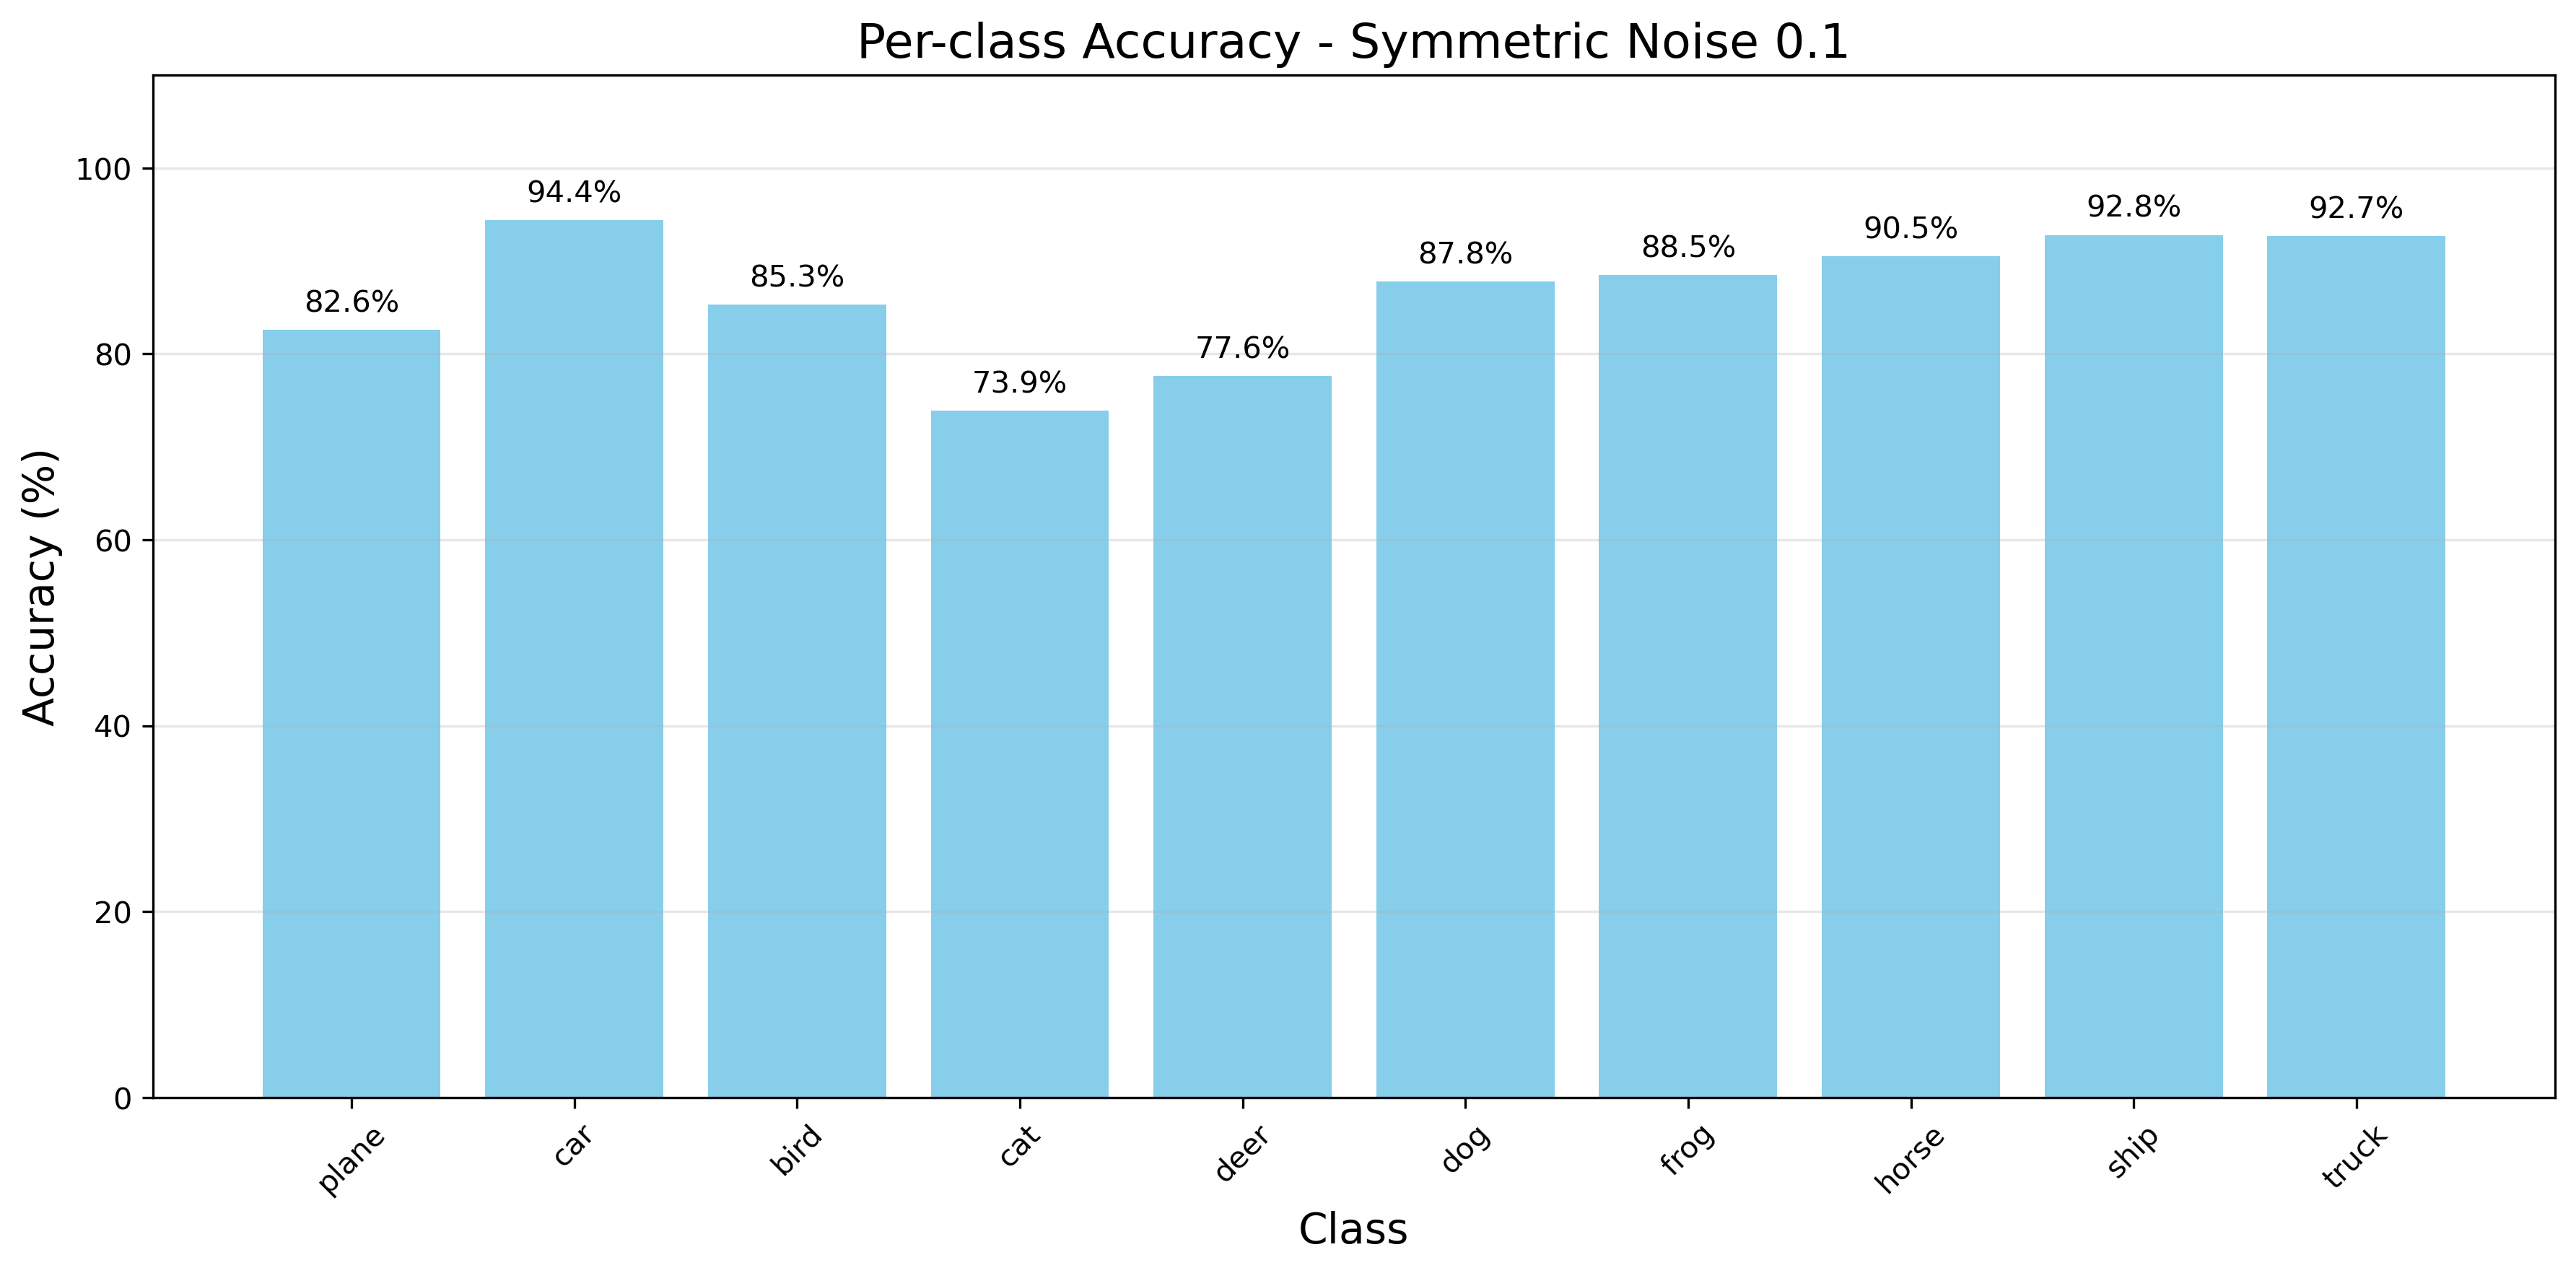 Per-class Accuracy - Symmetric Noise 0.1
Accuracy (%)
100
80
60
40
20
0
82.6%
94.4%
85.3%
73.9%
77.6%
87.8%
88.5%
90.5%
92.8%
92.7%
plane
car
bird
cat
deer
dog
frog
horse
ship
truck
Class